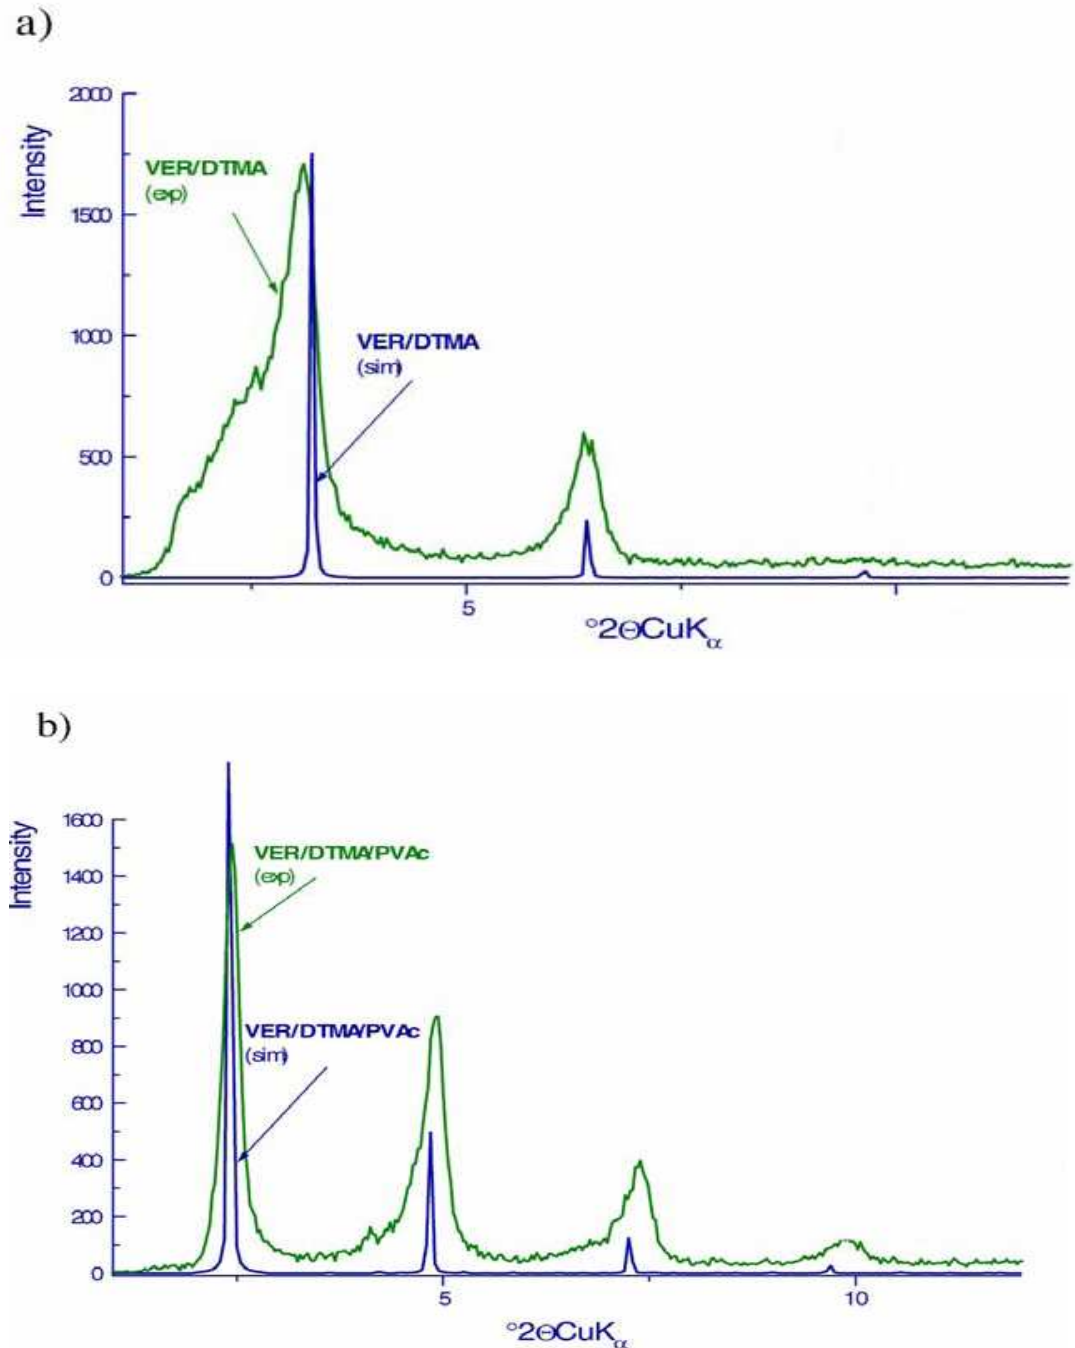 a)
2000
Intensity
VER/DTMA
(exp)
1500
1000
VER/DTMA
(sim)
500
0
5
°2ΘCuKα
b)
1600
Intensity
VER/DTMA/PVAc
(exp)
1400
1200
1000
VER/DTMA/PVAc
(sim)
800
600
400
200
0
5
10
°2ΘCuKα